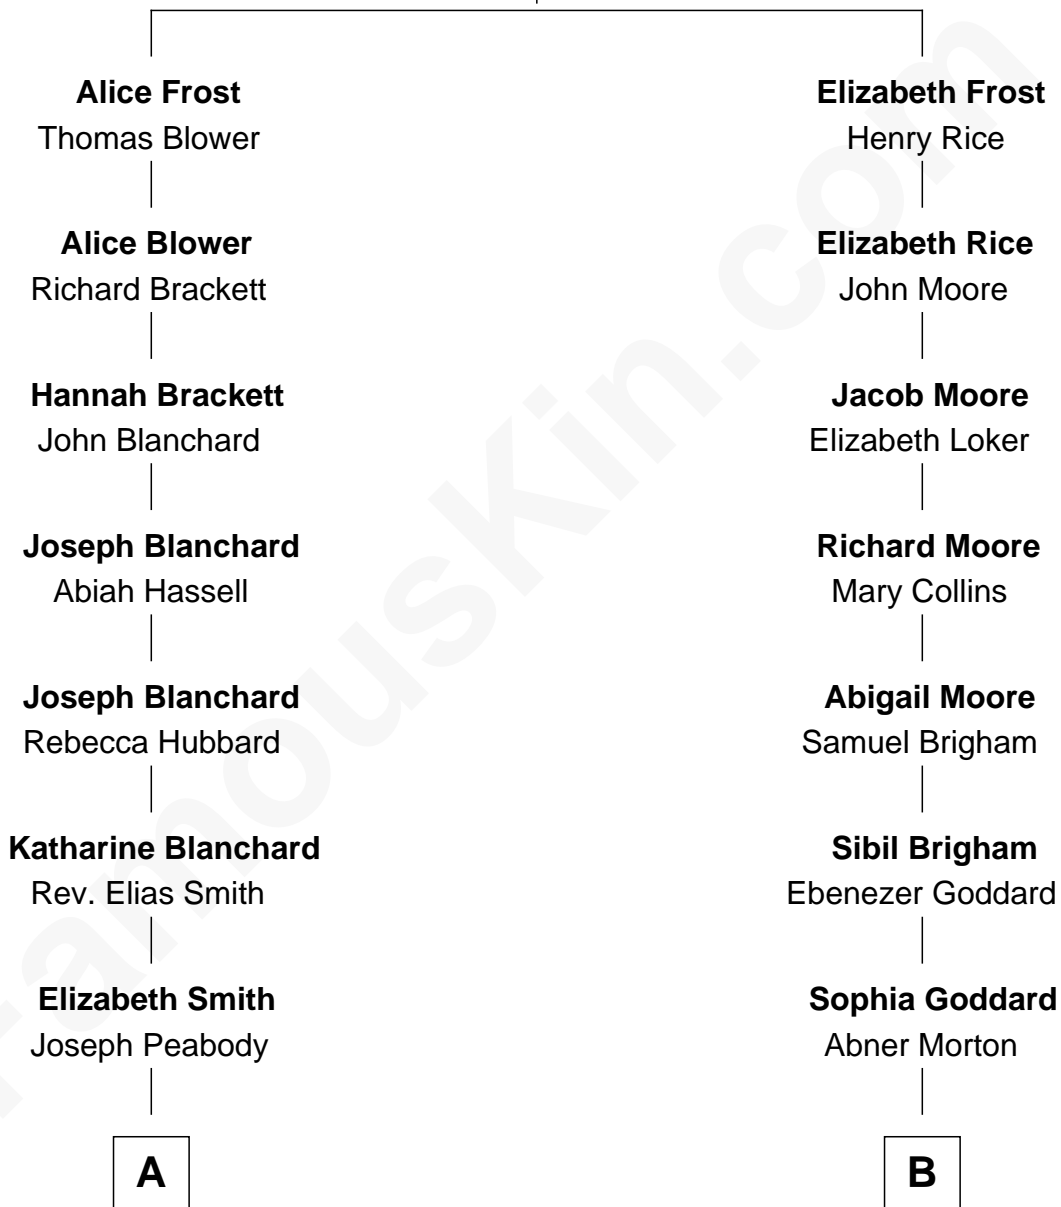 Alice Frost
Thomas Blower
Alice Blower
Richard Brackett
Hannah Brackett
John Blanchard
Joseph Blanchard
Abiah Hassell
Joseph Blanchard
Rebecca Hubbard
Katharine Blanchard
Rev. Elias Smith
Elizabeth Smith
Joseph Peabody
A
Elizabeth Frost
Henry Rice
Elizabeth Rice
John Moore
Jacob Moore
Elizabeth Loker
Richard Moore
Mary Collins
Abigail Moore
Samuel Brigham
Sibil Brigham
Ebenezer Goddard
Sophia Goddard
Abner Morton
B
FamousKin.com